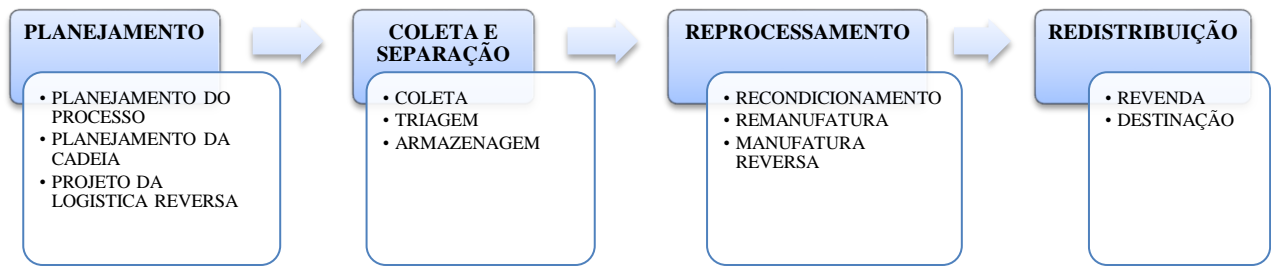 PLANEJAMENTO
• PLANEJAMENTO DO
PROCESSO
• PLANEJAMENTO DA
CADEIA
• PROJETO DA
LOGISTICA REVERSA
COLETA E
SEPARAÇÃO
• COLETA
• TRIAGEM
• ARMAZENAGEM
REPROCESSAMENTO
• RECONDICIONAMENTO
• REMANUFATURA
• MANUFATURA
REVERSA
REDISTRIBUIÇÃO
• REVENDA
• DESTINAÇÃO